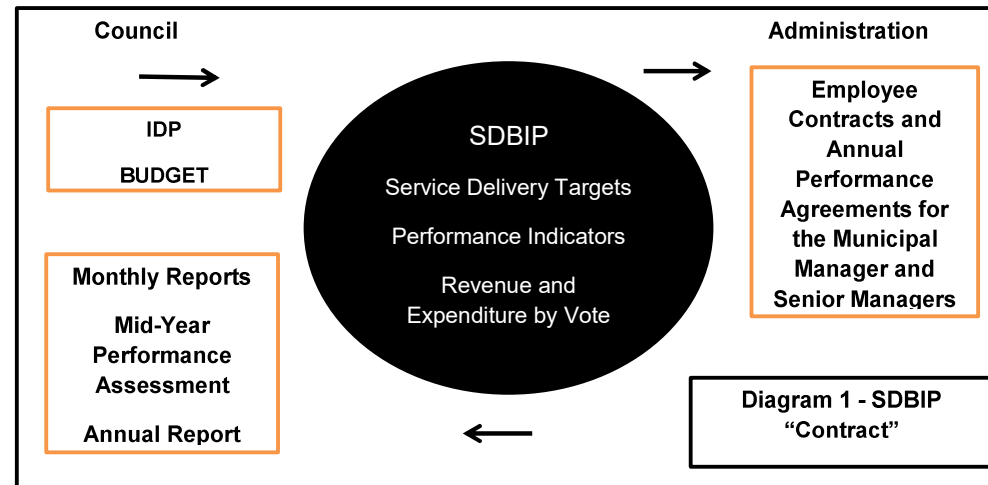 Council
Administration
IDP
BUDGET
SDBIP
Service Delivery Targets
Performance Indicators
Revenue and
Expenditure by Vote
Employee
Contracts and
Annual
Performance
Agreements for
the Municipal
Manager and
Senior Managers
Monthly Reports
Mid-Year
Performance
Assessment
Annual Report
Diagram 1 - SDBIP
“Contract”